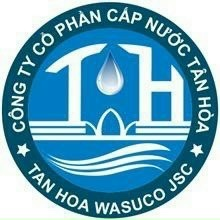 CÔNG TY CỔ PHẦN CẤP NƯỚC TÂN HÒA
TH
★ TAN HOA WASUCO JSC ★